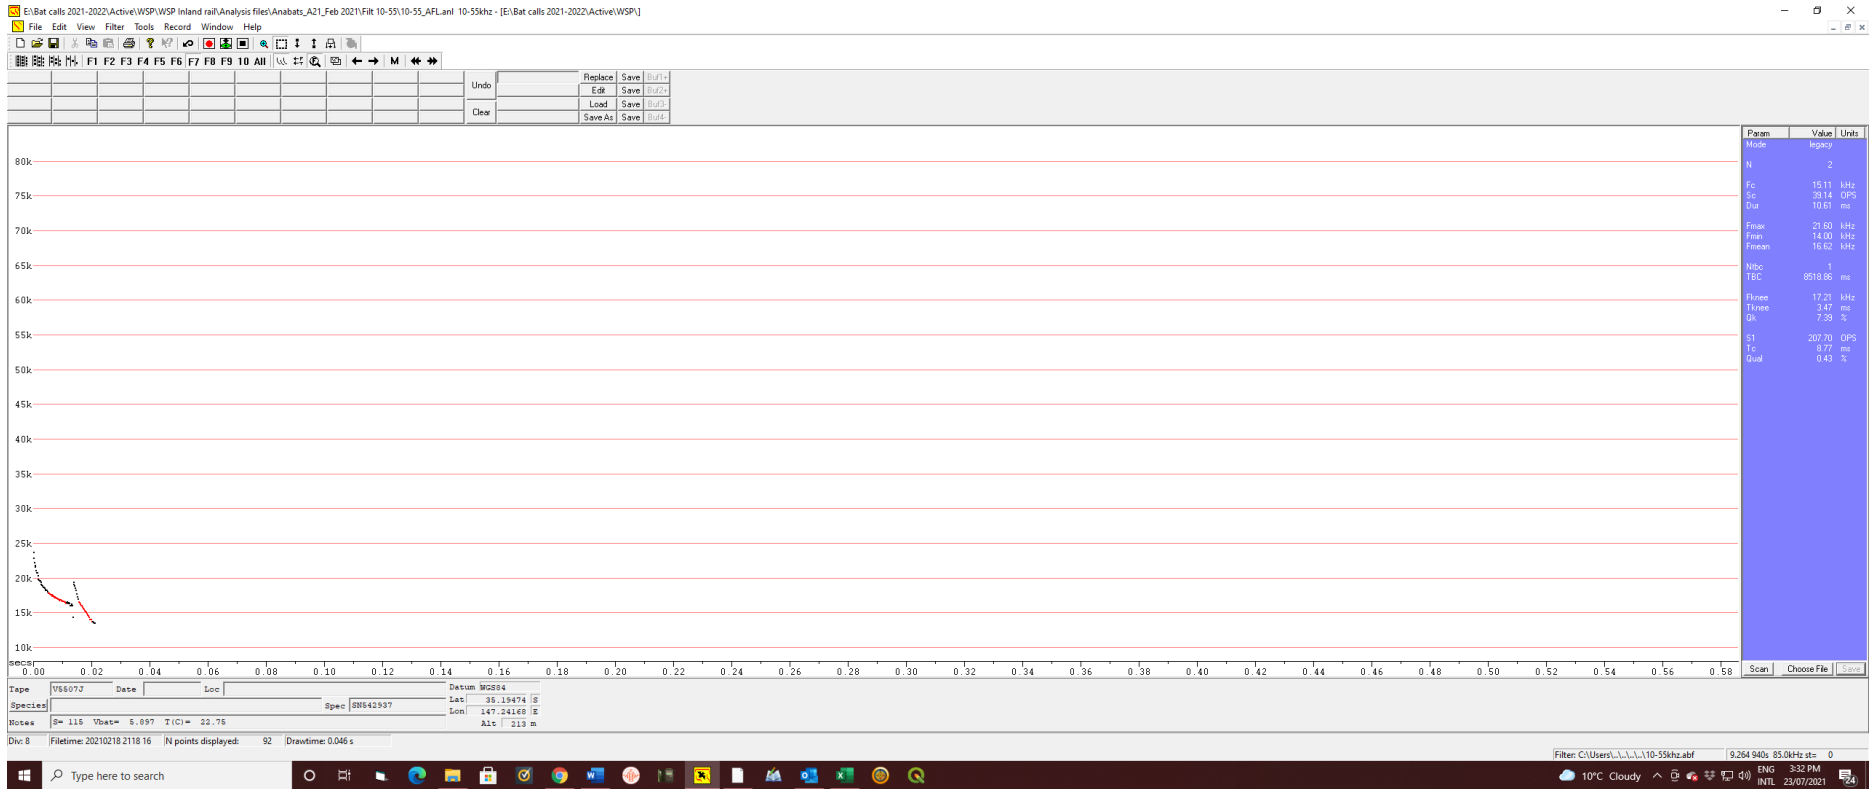 E:\Bat calls 2021-2022\Active\WSP\WSP Inland rail\Analysis files\Anabats_A21_Feb 2021\Filt 10-55\10-55_AFL.anl 10-55khz - [E:\Bat calls 2021-2022\Active\WSP\]
File Edit View Filter Tools Record Window Help
F1 F2 F3 F4 F5 F6 F7 F8 F9 10 All M
Undo Replace Save Buf1+
Edit Save Buf2+
Clear Load Save Buf3-
Save As Save Buf4-
Param Value Units
Mode legacy
N 2
Fc 15.11 kHz
Sc 39.14 OPS
Dur 10.61 ms
Fmax 21.60 kHz
Fmin 14.00 kHz
Fmean 16.62 kHz
Ntbc 1
TBC 8518.86 ms
Fknee 17.21 kHz
Tknee 3.47 ms
Qk 7.39 %
S1 207.70 OPS
Tc 8.77 ms
Qual 0.43 %
80k
75k
70k
65k
60k
55k
50k
45k
40k
35k
30k
25k
20k
15k
10k
secs
0.00 0.02 0.04 0.06 0.08 0.10 0.12 0.14 0.16 0.18 0.20 0.22 0.24 0.26 0.28 0.30 0.32 0.34 0.36 0.38 0.40 0.42 0.44 0.46 0.48 0.50 0.52 0.54 0.56 0.58
Scan Choose File Save
Tape V5507J Date Loc Datum WGS84
Species Spec SN542937 Lat 35.19474 S
Lon 147.24168 E
Notes S= 115 Vbat= 5.897 T(C)= 22.75 Alt 213 m
Div: 8 Filetime: 20210218 2118 16 N points displayed: 92 Drawtime: 0.046 s
Filter: C:\Users\..\..\..\..\10-55khz.abf 9.264 940s 85.0kHz st= 0
Type here to search
10°C Cloudy ENG INTL 3:32 PM 23/07/2021 24